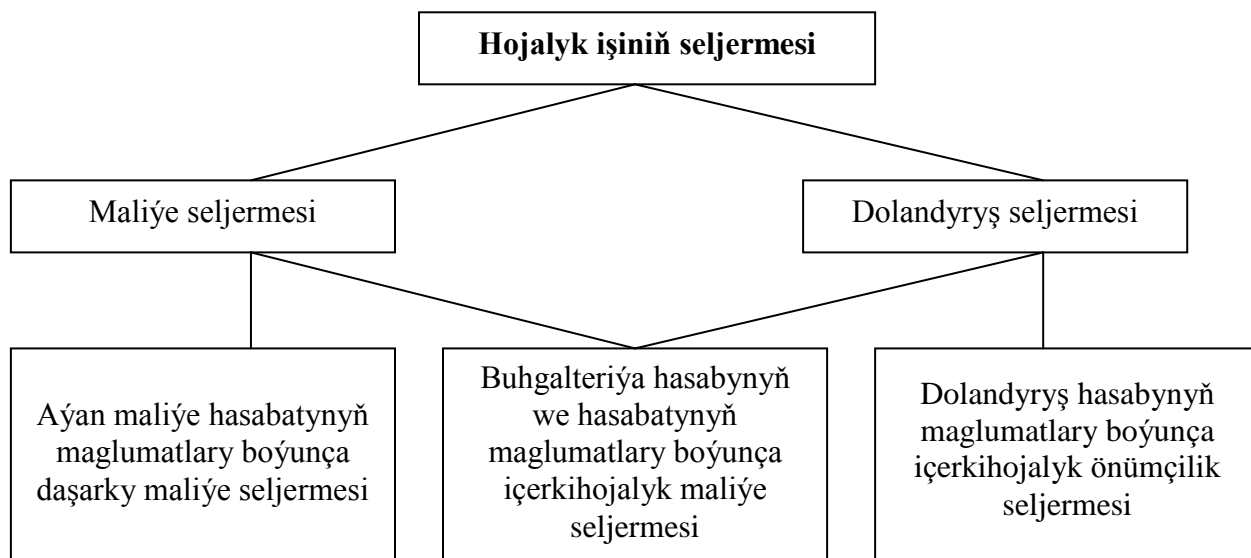 Hojalyk işiniň seljermesi
Maliýe seljermesi
Dolandyryş seljermesi
Aýan maliýe hasabatynyň
maglumatlary boýunça
daşarky maliýe seljermesi
Buhgalteriýa hasabynyň
we hasabatynyň
maglumatlary boýunça
içerkihojalyk maliýe
seljermesi
Dolandyryş hasabynyň
maglumatlary boýunça
içerkihojalyk önümçilik
seljermesi